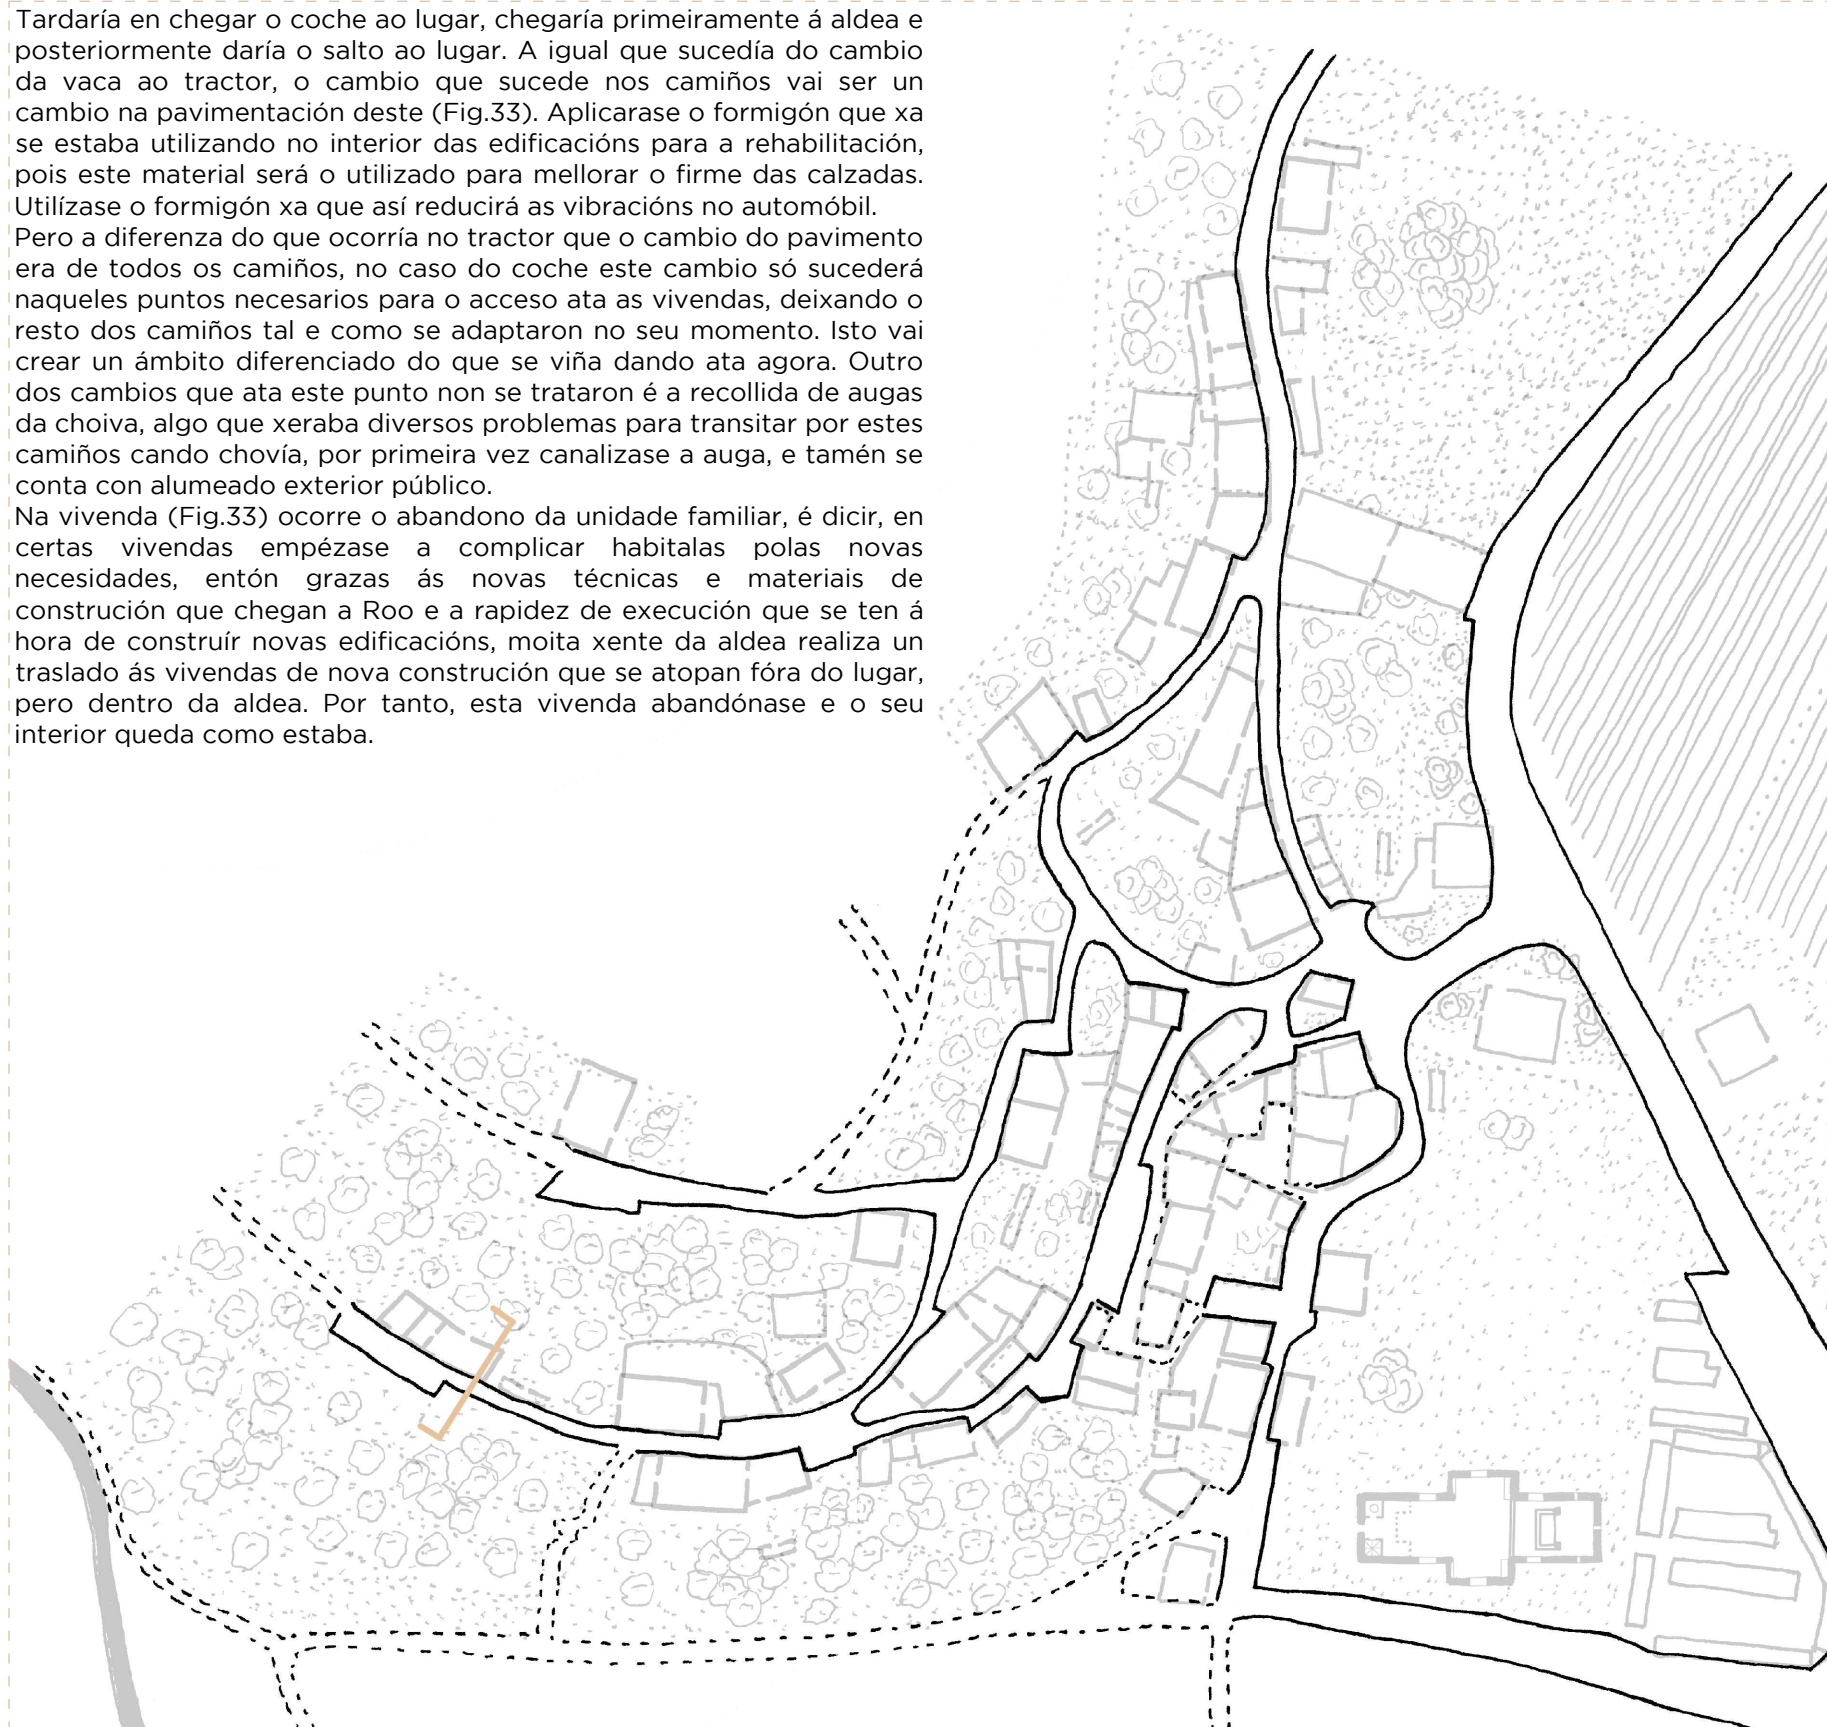 Tardaría en chegar o coche ao lugar, chegaría primeiramente á aldea e
posteriormente daría o salto ao lugar. A igual que sucedía do cambio
da vaca ao tractor, o cambio que sucede nos camiños vai ser un
cambio na pavimentación deste (Fig.33). Aplicarase o formigón que xa
se estaba utilizando no interior das edificacións para a rehabilitación,
pois este material será o utilizado para mellorar o firme das calzadas.
Utilízase o formigón xa que así reducirá as vibracións no automóbil.
Pero a diferenza do que ocorría no tractor que o cambio do pavimento
era de todos os camiños, no caso do coche este cambio só sucederá
naqueles puntos necesarios para o acceso ata as vivendas, deixando o
resto dos camiños tal e como se adaptaron no seu momento. Isto vai
crear un ámbito diferenciado do que se viña dando ata agora. Outro
dos cambios que ata este punto non se trataron é a recollida de augas
da choiva, algo que xeraba diversos problemas para transitar por estes
camiños cando chovía, por primeira vez canalizase a auga, e tamén se
conta con alumeado exterior público.
Na vivenda (Fig.33) ocorre o abandono da unidade familiar, é dicir, en
certas vivendas empézase a complicar habitalas polas novas
necesidades, entón grazas ás novas técnicas e materiais de
construción que chegan a Roo e a rapidez de execución que se ten á
hora de construír novas edificacións, moita xente da aldea realiza un
traslado ás vivendas de nova construción que se atopan fóra do lugar,
pero dentro da aldea. Por tanto, esta vivenda abandónase e o seu
interior queda como estaba.